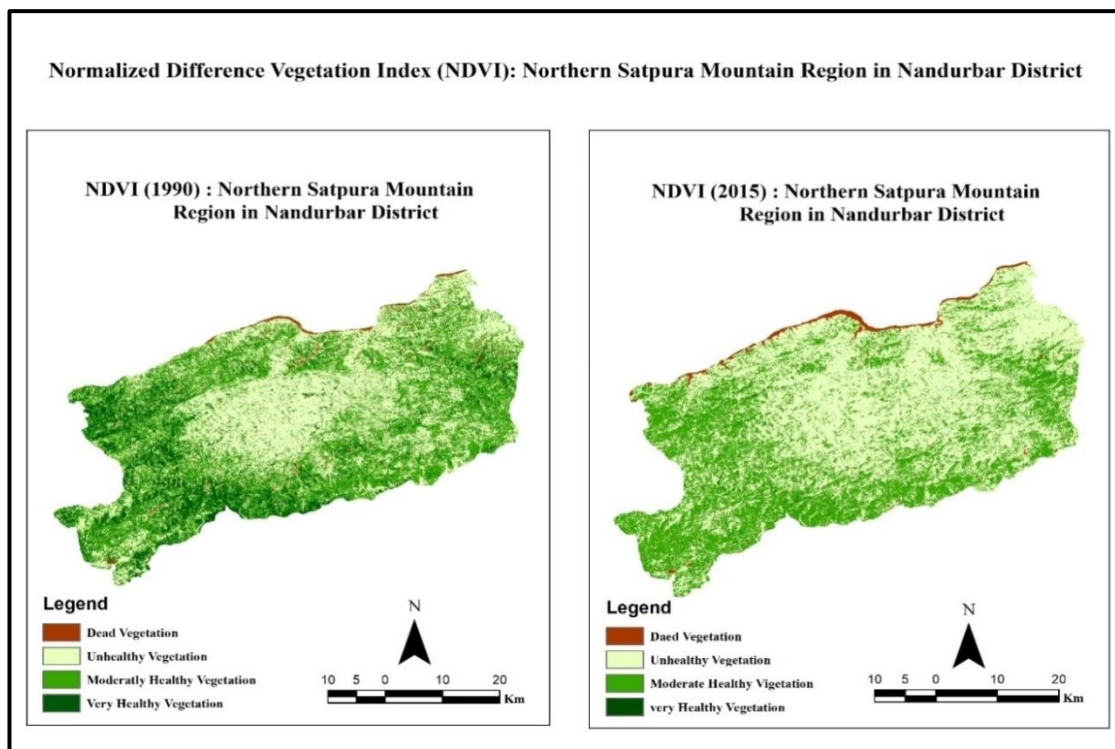 Normalized Difference Vegetation Index (NDVI): Northern Satpura Mountain Region in Nandurbar District
NDVI (1990) : Northern Satpura Mountain
Region in Nandurbar District
Legend
Dead Vegetation
Unhealthy Vegetation
Moderatly Healthy Vegetation
Very Healthy Vegetation
N
10 5 0 10 20
Km
NDVI (2015) : Northern Satpura Mountain
Region in Nandurbar District
Legend
Daed Vegetation
Unhealthy Vegetation
Moderate Healthy Vigetation
very Healthy Vegetation
N
10 5 0 10 20
Km